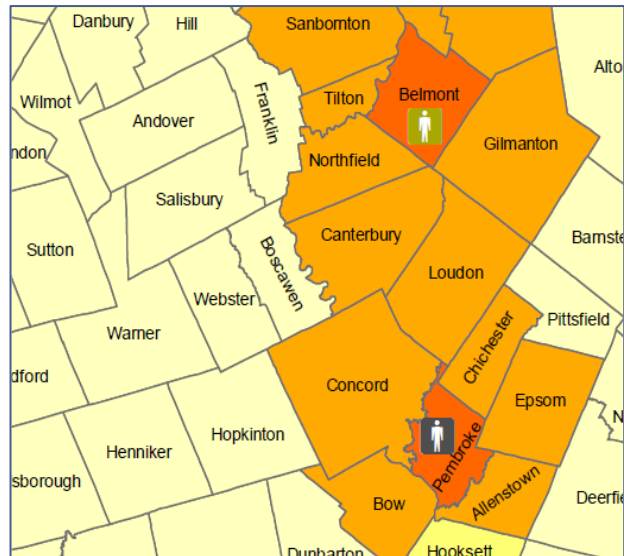 Danbury
Hill
Sanbornton
Alto
Wilmot
Franklin
Tilton
Belmont
Andover
Gilmanton
ndon
Northfield
Salisbury
Canterbury
Barnste
Sutton
Boscawen
Loudon
Webster
Pittsfield
Warner
Chichester
dford
Concord
Epsom
Hopkinton
Henniker
Pembroke
N
sborough
Allenstown
Bow
Deerfie
Dunbarton
Hooksett